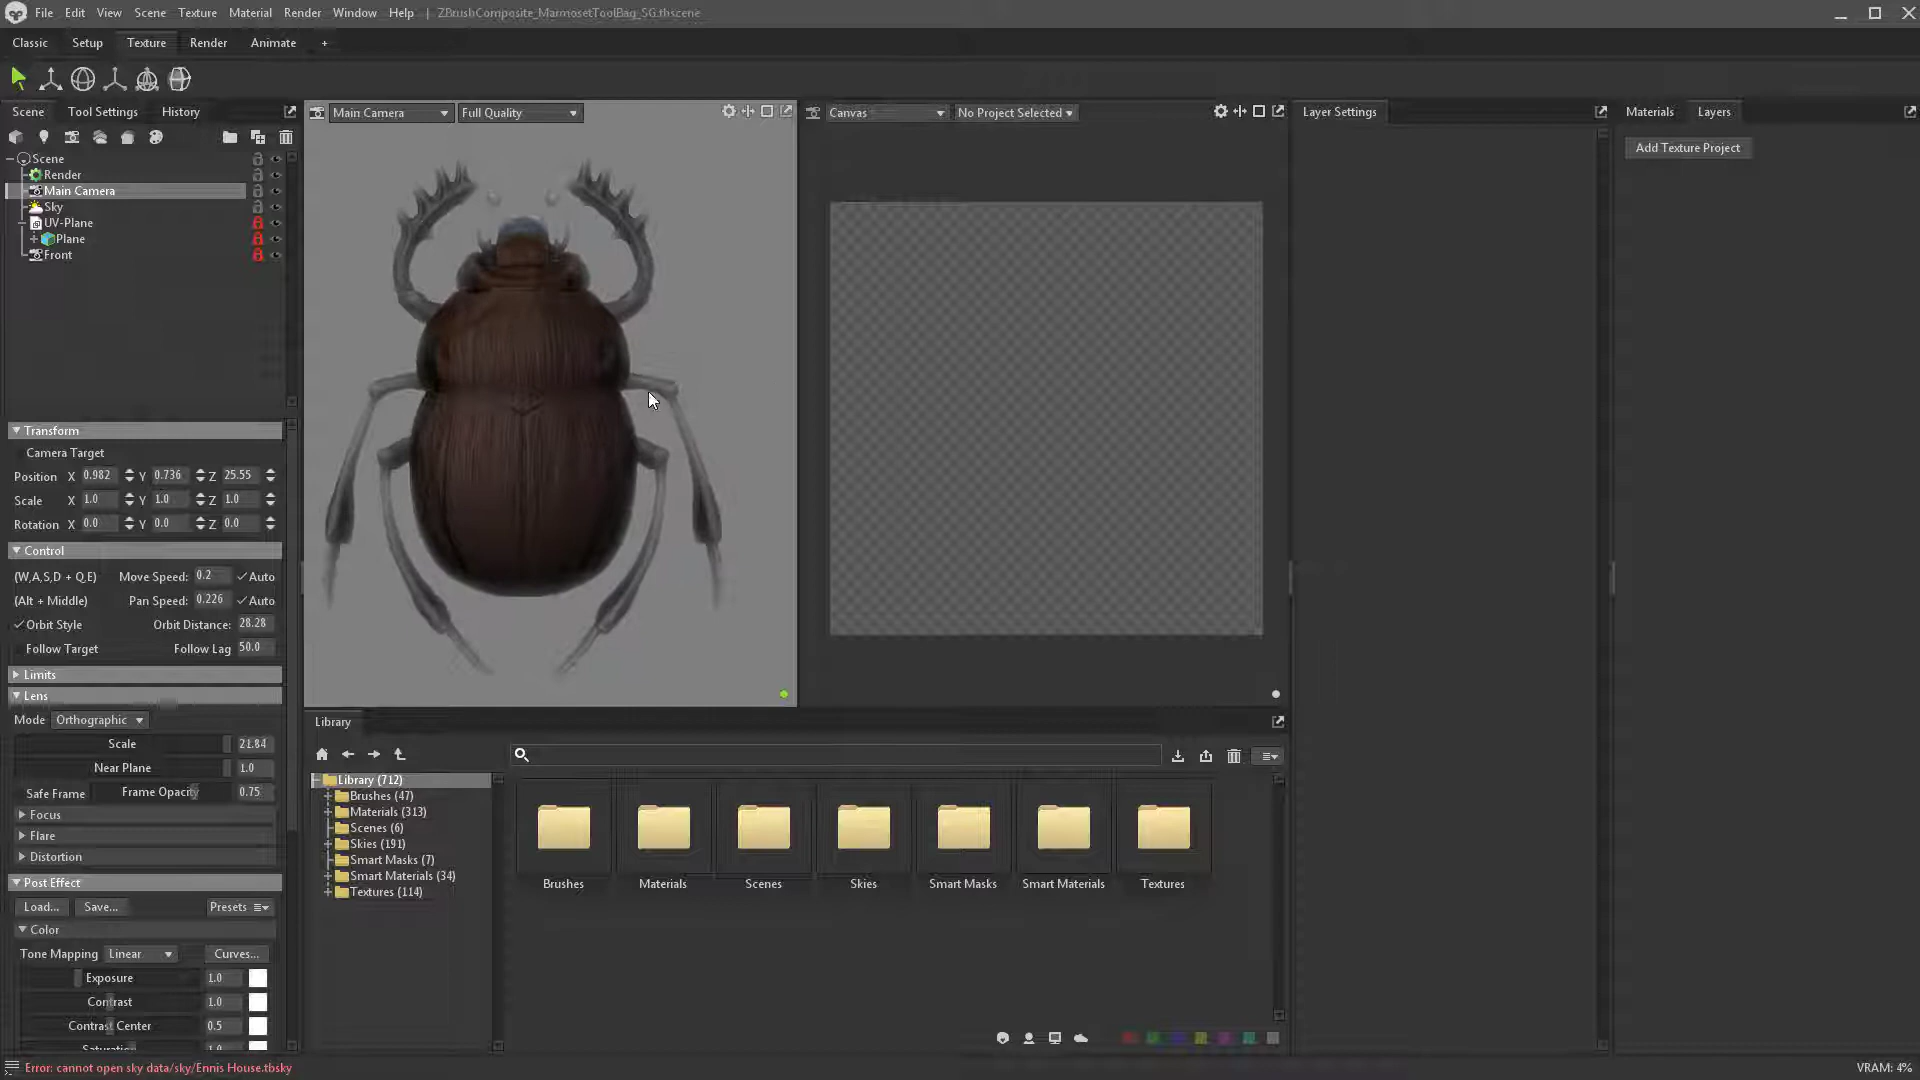 File Edit View Scene Texture Material Render Window Help | ZBrushComposite_MarmosetToolBag_SG.tbscene
Classic Setup Texture Render Animate +
Scene Tool Settings History
Scene
Render
Main Camera
Sky
UV-Plane
Plane
Front
Transform
Camera Target
Position X 0.982 Y 0.736 Z 25.55
Scale X 1.0 Y 1.0 Z 1.0
Rotation X 0.0 Y 0.0 Z 0.0
Control
(W,A,S,D + Q,E) Move Speed: 0.2 Auto
(Alt + Middle) Pan Speed: 0.226 Auto
Orbit Style Orbit Distance: 28.28
Follow Target Follow Lag 50.0
Limits
Lens
Mode Orthographic
Scale 21.84
Near Plane 1.0
Safe Frame Frame Opacity 0.75
Focus
Flare
Distortion
Post Effect
Load... Save... Presets
Color
Tone Mapping Linear Curves...
Exposure 1.0
Contrast 1.0
Contrast Center 0.5
Saturation 1.0
Main Camera Full Quality
Canvas No Project Selected
Layer Settings
Materials Layers
Add Texture Project
Library
Library (712)
Brushes (47)
Materials (313)
Scenes (6)
Skies (191)
Smart Masks (7)
Smart Materials (34)
Textures (114)
Brushes Materials Scenes Skies Smart Masks Smart Materials Textures
Error: cannot open sky data/sky/Ennis House.tbsky
VRAM: 4%